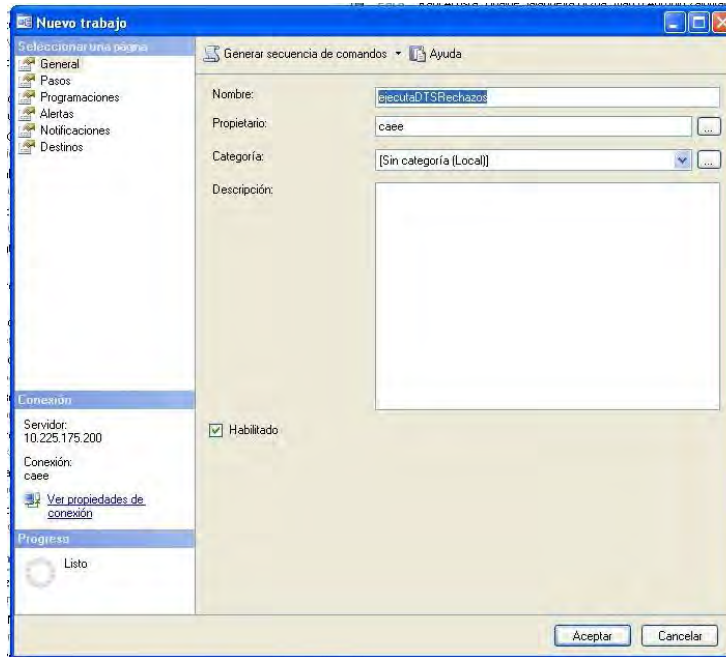 Nuevo trabajo
Seleccionar una página
General
Pasos
Programaciones
Alertas
Notificaciones
Destinos
Generar secuencia de comandos
Ayuda
Nombre:
ejecutaDTSRechazos
Propietario:
caee
...
Categoría:
[Sin categoría (Local)]
...
Descripción:
Habilitado
Conexión
Servidor:
10.225.175.200
Conexión:
caee
Ver propiedades de
conexión
Progreso
Listo
Aceptar
Cancelar